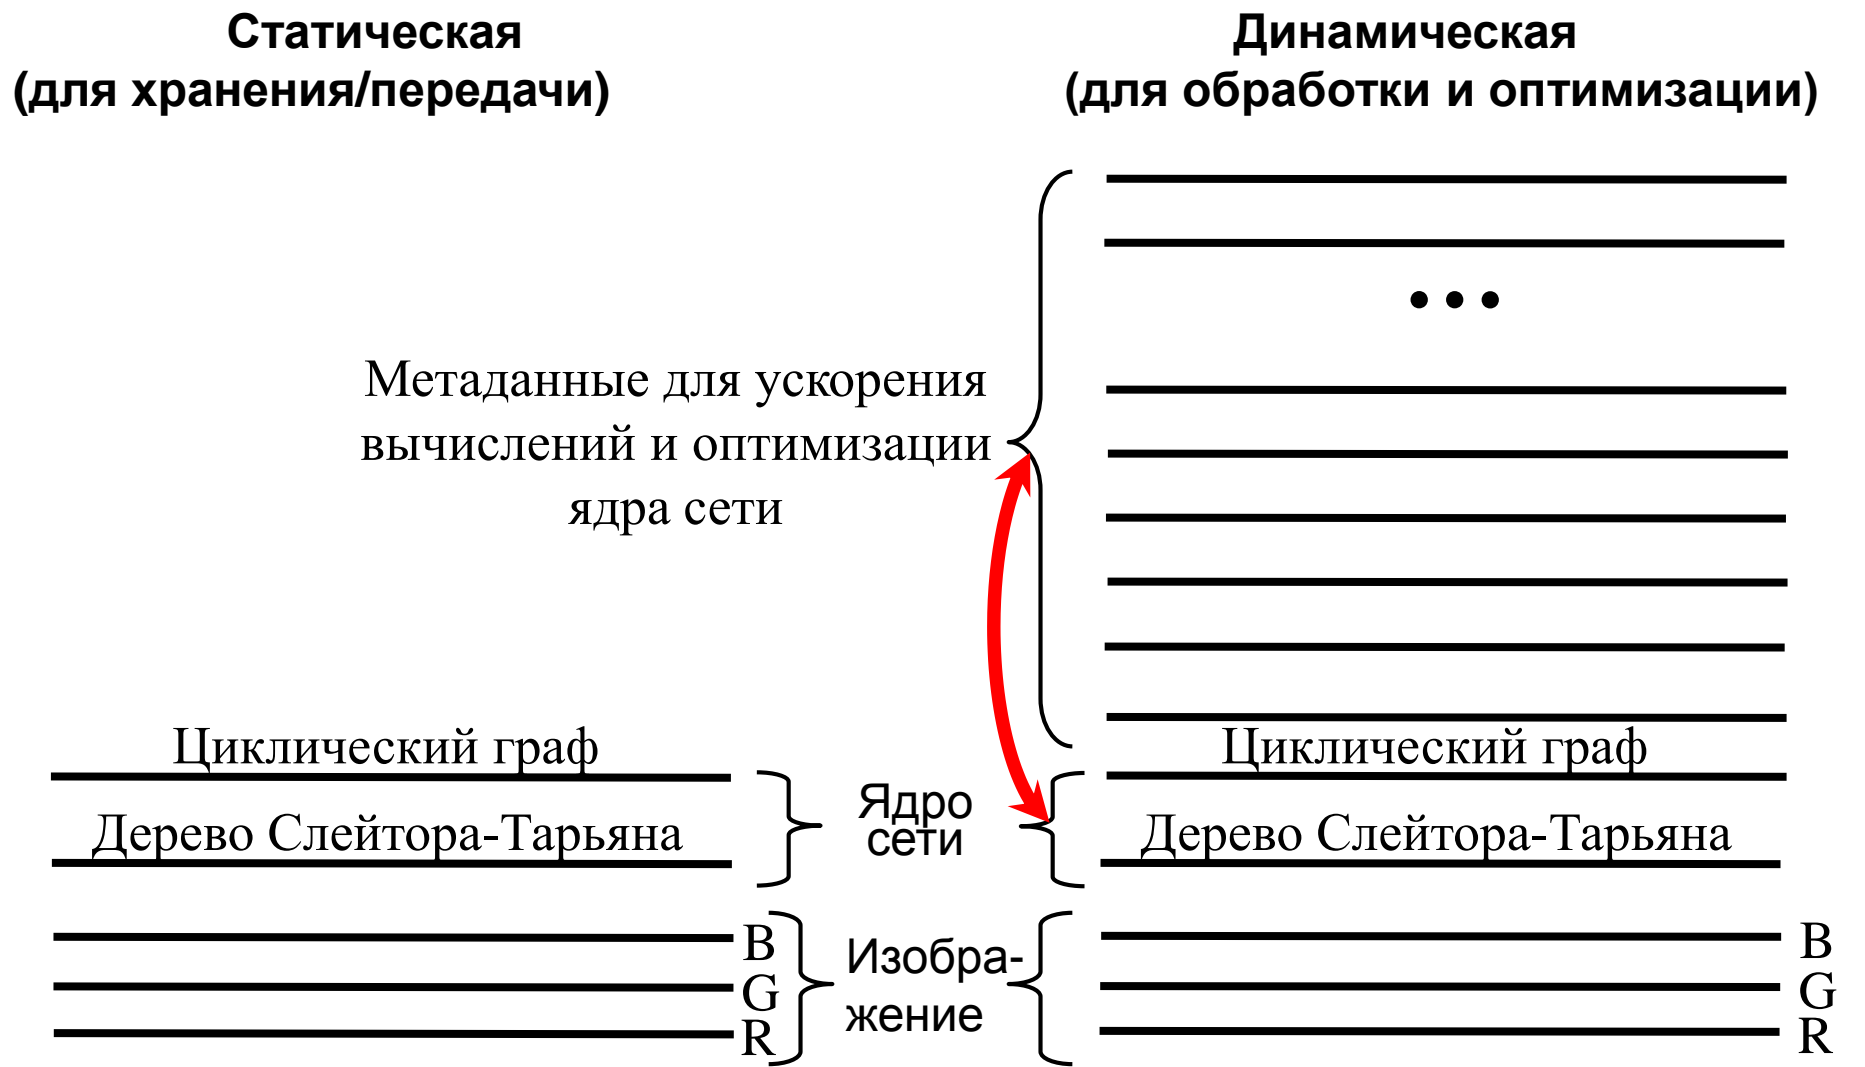 Статическая
(для хранения/передачи)
Динамическая
(для обработки и оптимизации)
• • •
Метаданные для ускорения
вычислений и оптимизации
ядра сети
Циклический граф
Дерево Слейтора-Тарьяна
Ядро
сети
Циклический граф
Дерево Слейтора-Тарьяна
B
G
R
Изобра-
жение
B
G
R